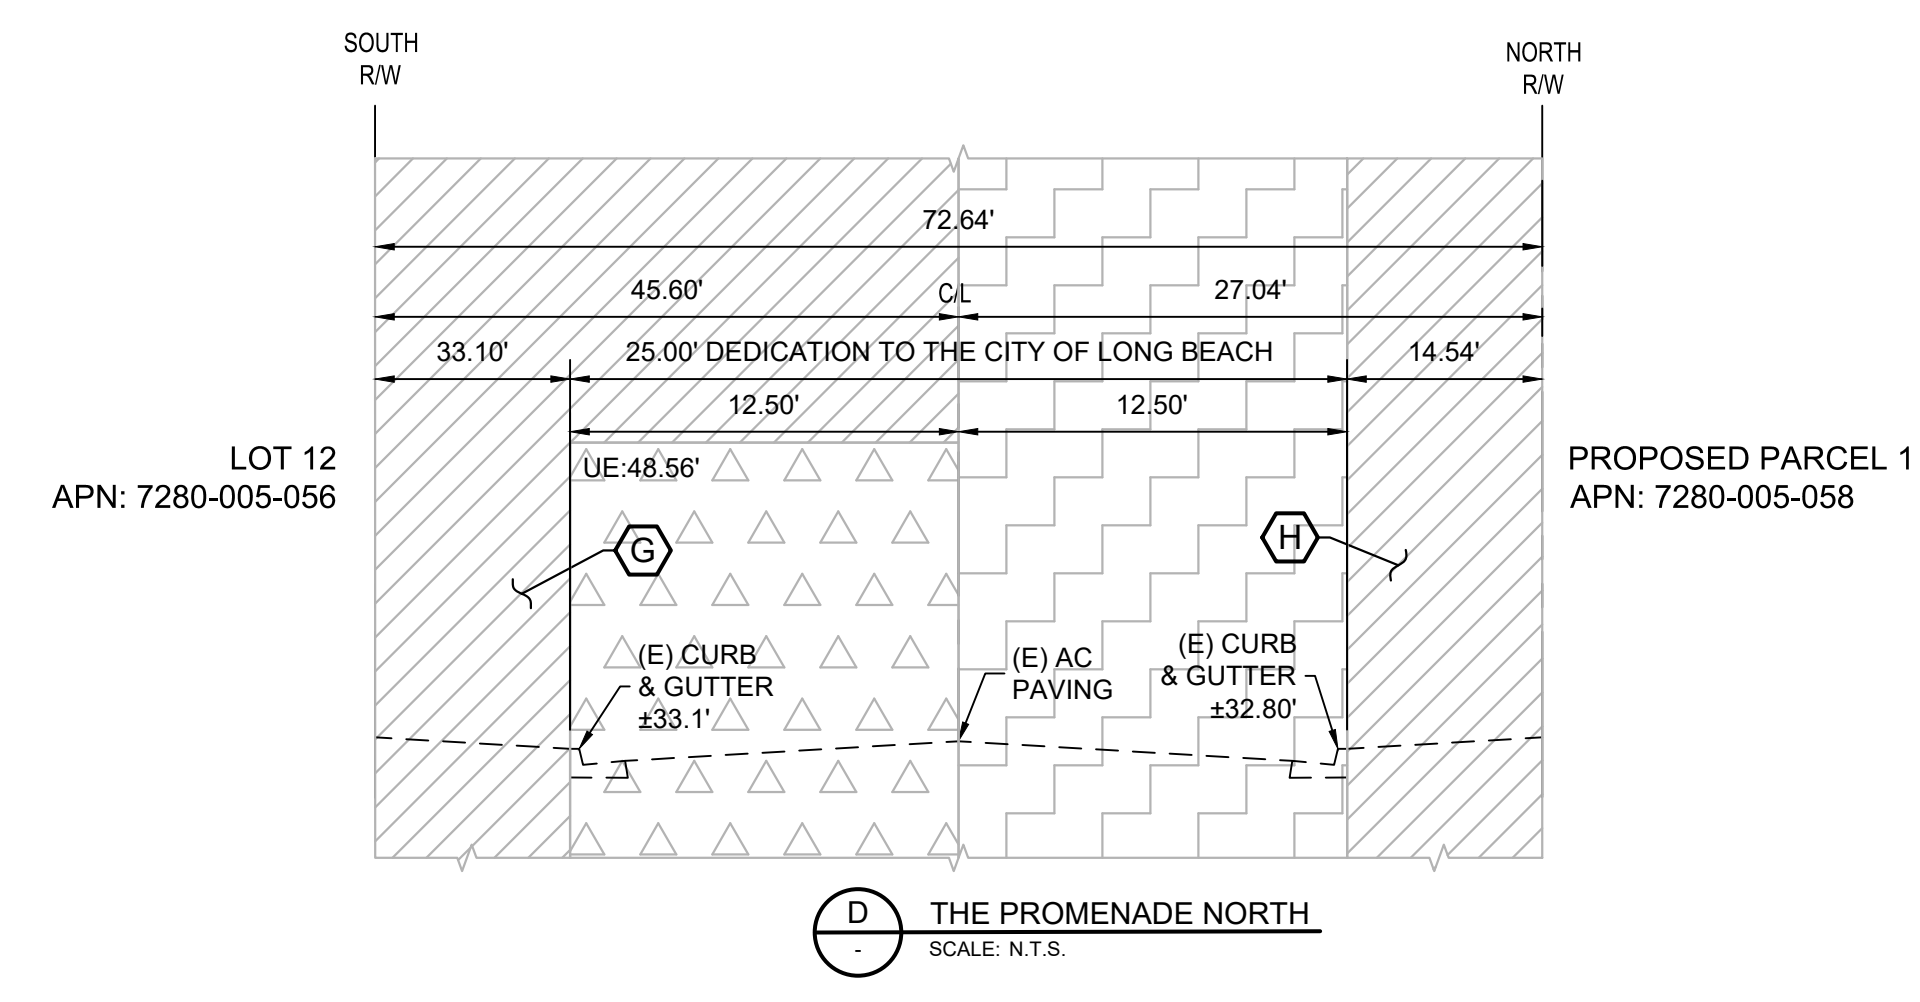 SOUTH
R/W
NORTH
R/W
72.64'
45.60'
C/L
27.04'
33.10'
25.00' DEDICATION TO THE CITY OF LONG BEACH
14.54'
12.50'
12.50'
LOT 12
APN: 7280-005-056
UE:48.56'
PROPOSED PARCEL 1
APN: 7280-005-058
G
H
(E) CURB
& GUTTER
±33.1'
(E) AC
PAVING
(E) CURB
& GUTTER
±32.80'
D
-
THE PROMENADE NORTH
SCALE: N.T.S.